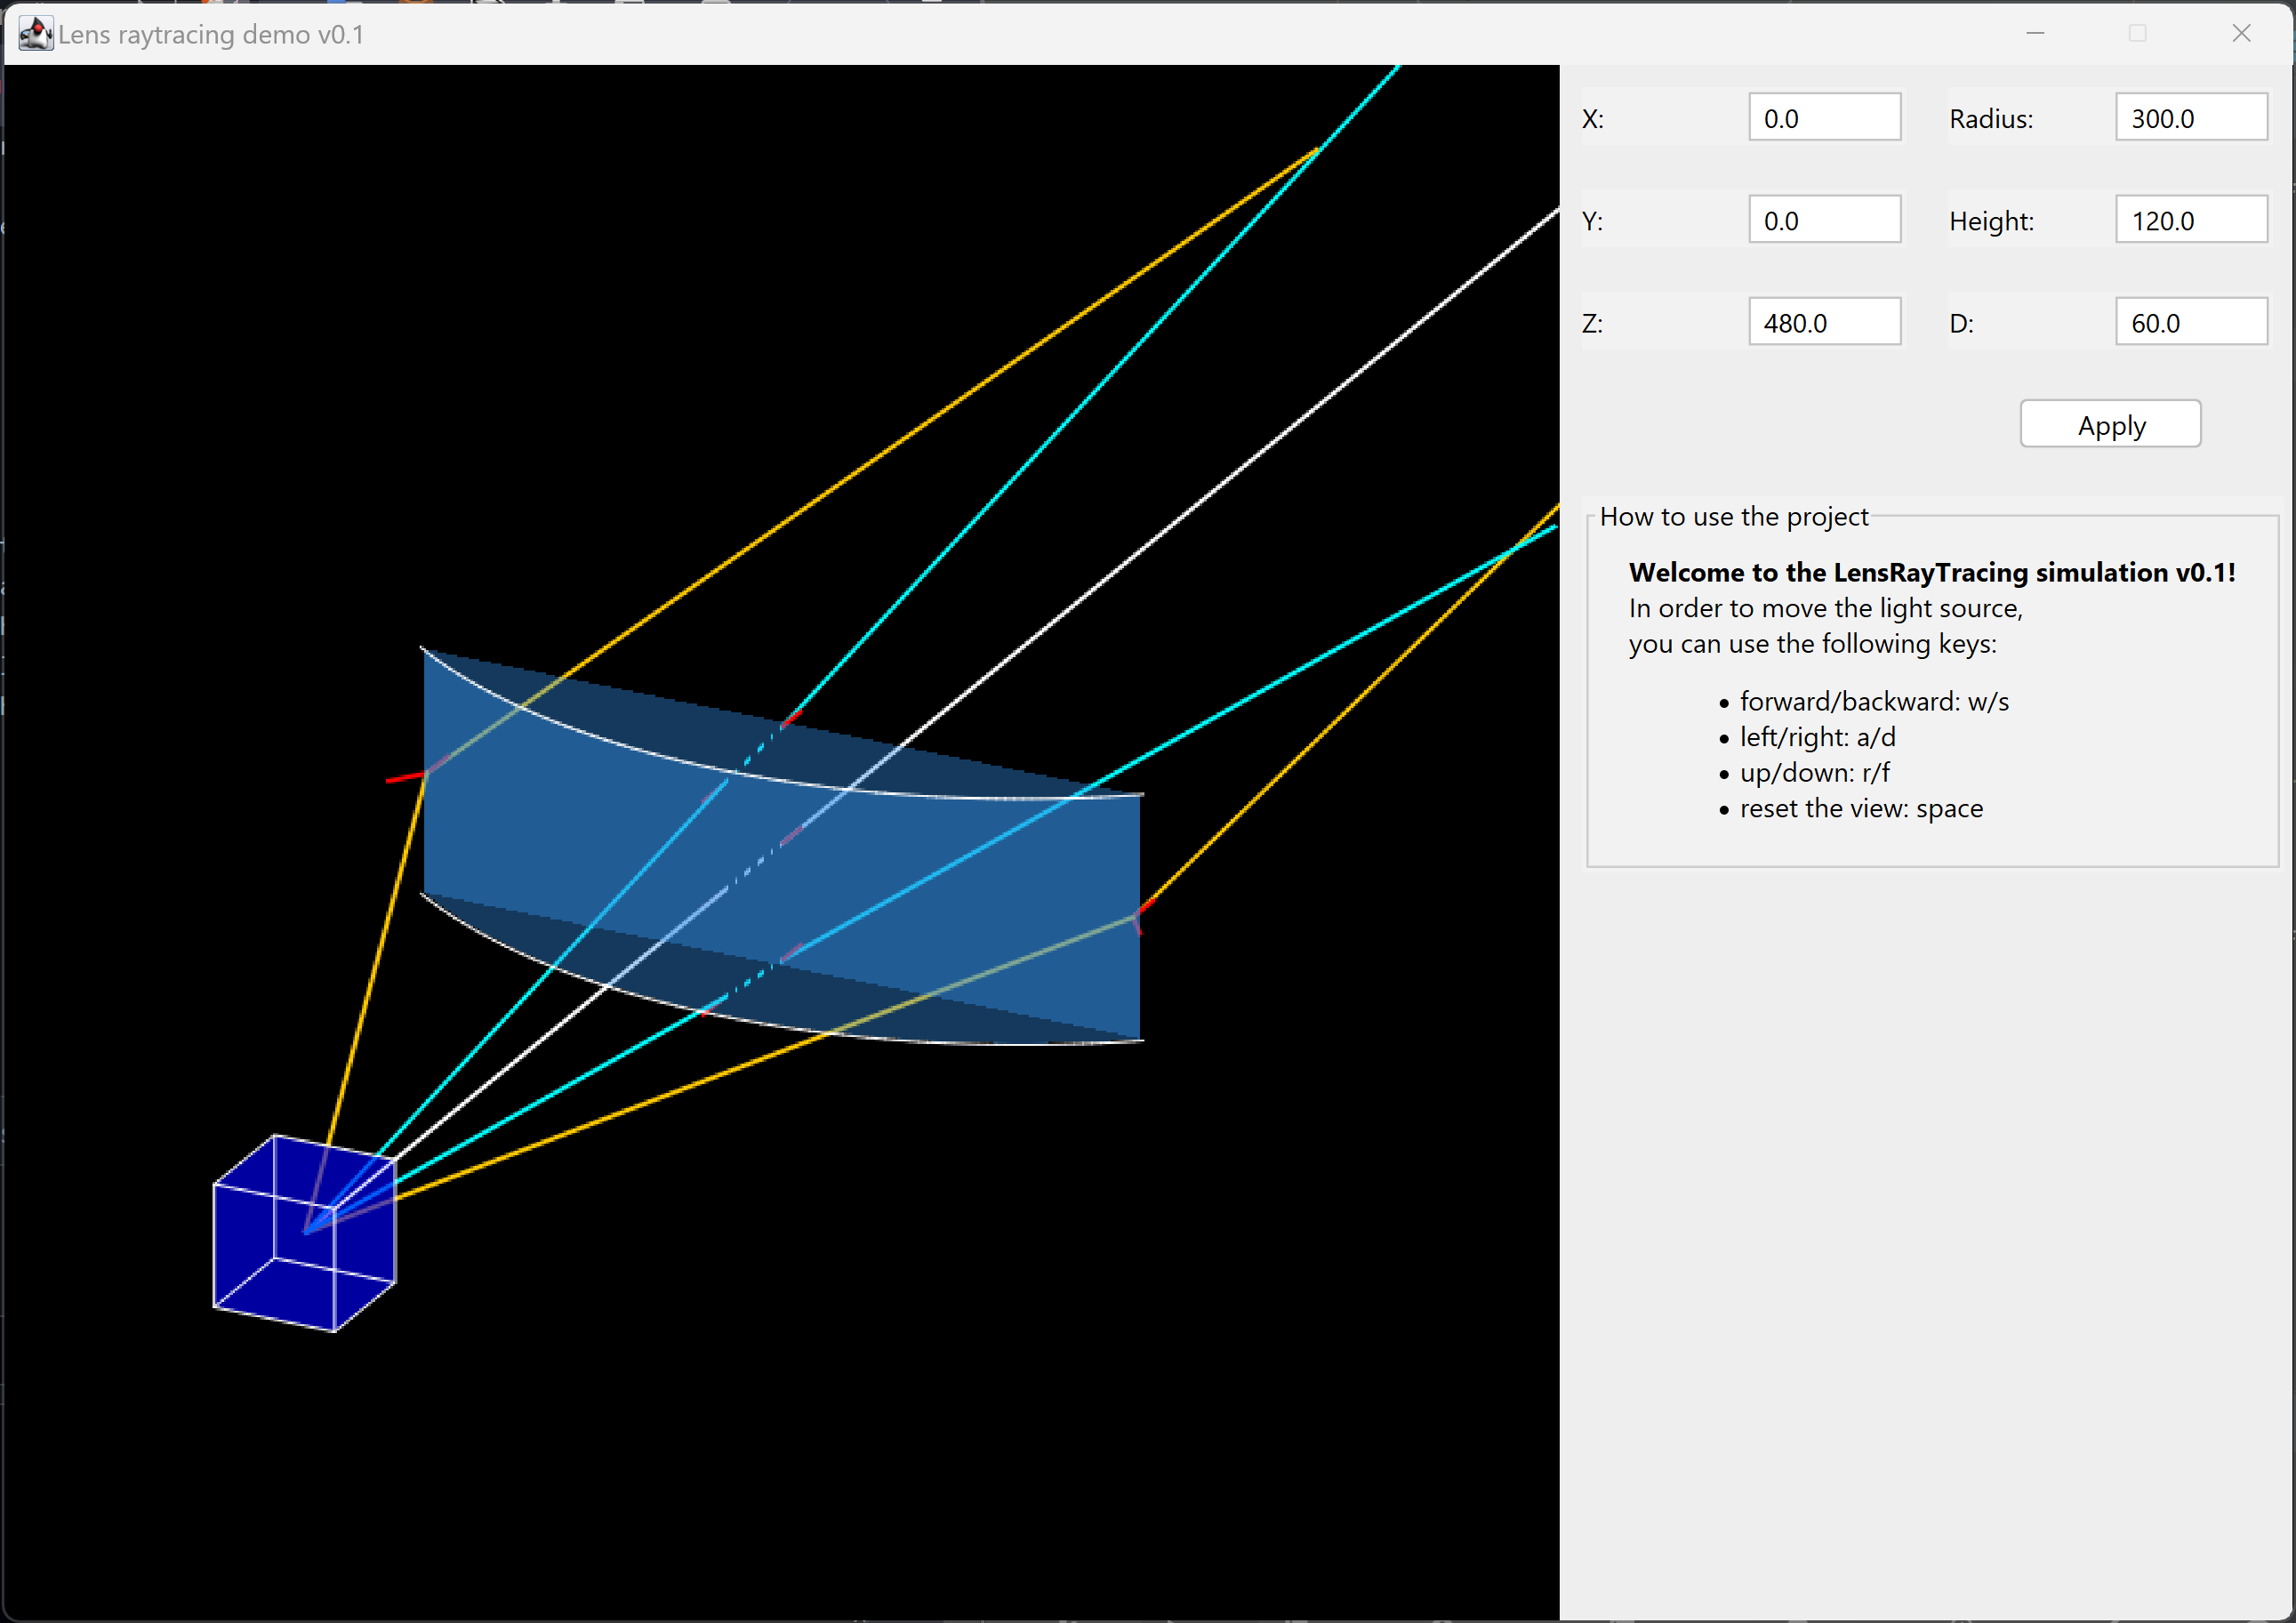 Lens raytracing demo v0.1
X: 0.0 Radius: 300.0
Y: 0.0 Height: 120.0
Z: 480.0 D: 60.0
Apply
How to use the project
Welcome to the LensRayTracing simulation v0.1!
In order to move the light source,
you can use the following keys:
• forward/backward: w/s
• left/right: a/d
• up/down: r/f
• reset the view: space